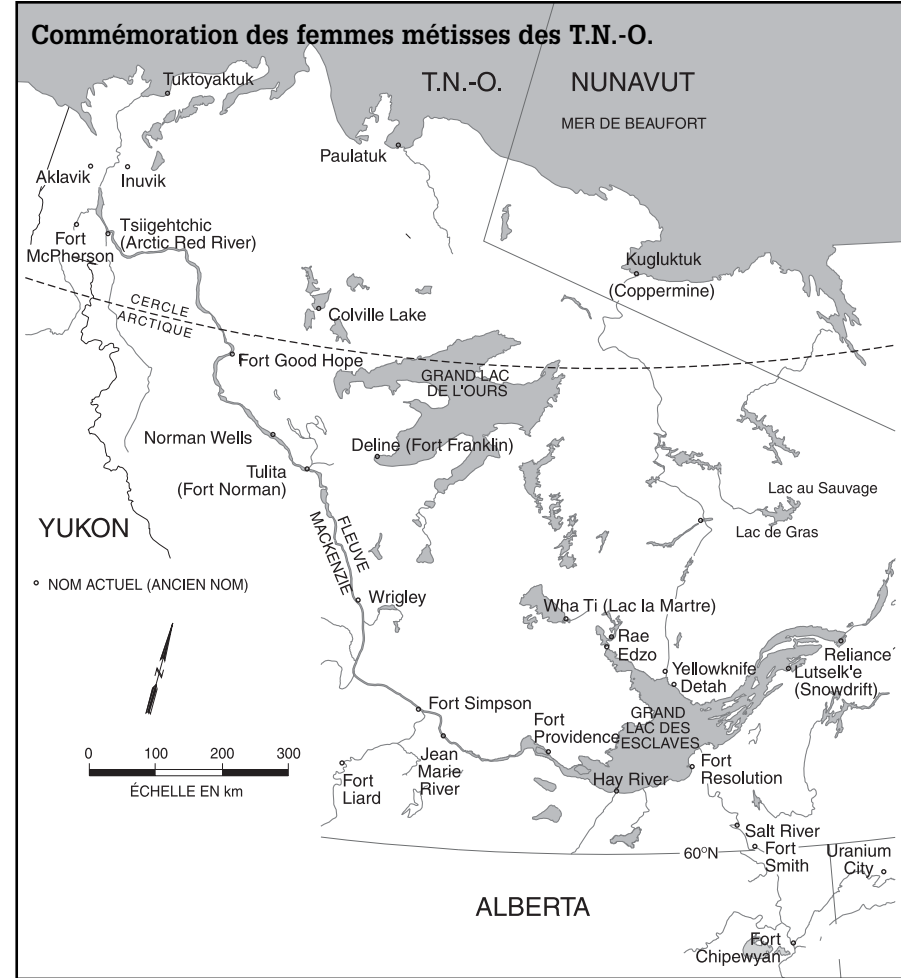 Commémoration des femmes métisses des T.N.-O.
Tuktoyaktuk
T.N.-O.
NUNAVUT
MER DE BEAUFORT
Paulatuk
Aklavik
Inuvik
Tsiigehtchic
(Arctic Red River)
Fort
McPherson
Kugluktuk
(Coppermine)
CERCLE
ARCTIQUE
Colville Lake
Fort Good Hope
GRAND LAC
DE L'OURS
Norman Wells
Deline (Fort Franklin)
Tulita
(Fort Norman)
Lac au Sauvage
Lac de Gras
YUKON
FLEUVE
MACKENZIE
NOM ACTUEL (ANCIEN NOM)
Wrigley
Wha Ti (Lac la Martre)
Rae
Edzo
Reliance
Yellowknife
Detah
Lutselk'e
(Snowdrift)
N
Fort Simpson
GRAND
LAC DES
ESCLAVES
Fort
Providence
0 100 200 300
ÉCHELLE EN km
Jean
Marie
River
Fort
Liard
Hay River
Fort
Resolution
Salt River
60°N
Fort
Smith
Uranium
City
ALBERTA
Fort
Chipewyan